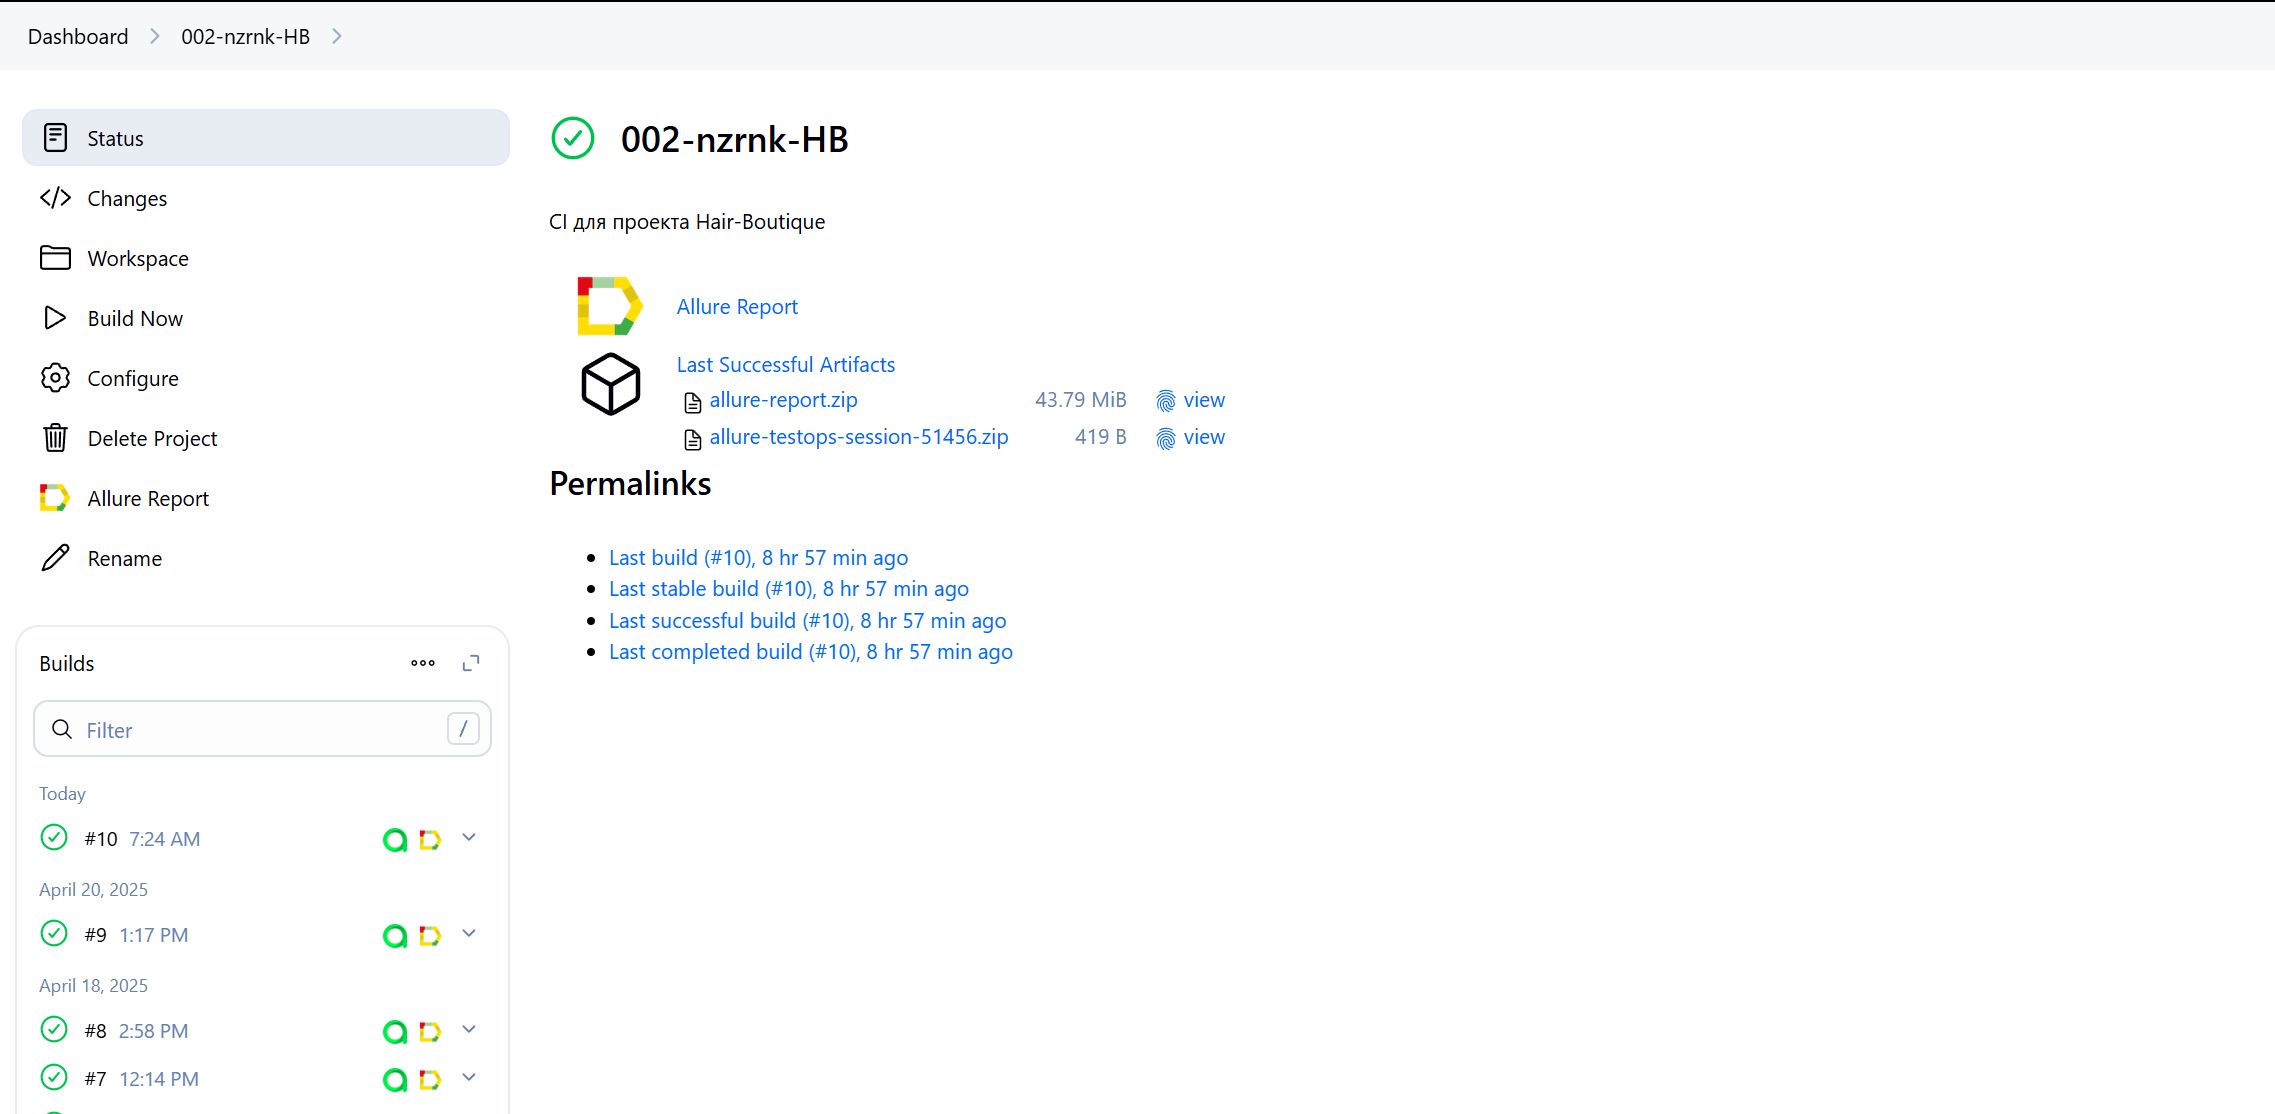 Dashboard 002-nzrnk-HB
Status
Changes
Workspace
Build Now
Configure
Delete Project
Allure Report
Rename
Builds
Filter /
Today
#10 7:24 AM
April 20, 2025
#9 1:17 PM
April 18, 2025
#8 2:58 PM
#7 12:14 PM
002-nzrnk-HB
CI для проекта Hair-Boutique
Allure Report
Last Successful Artifacts
allure-report.zip 43.79 MiB view
allure-testops-session-51456.zip 419 B view
Permalinks
Last build (#10), 8 hr 57 min ago
Last stable build (#10), 8 hr 57 min ago
Last successful build (#10), 8 hr 57 min ago
Last completed build (#10), 8 hr 57 min ago